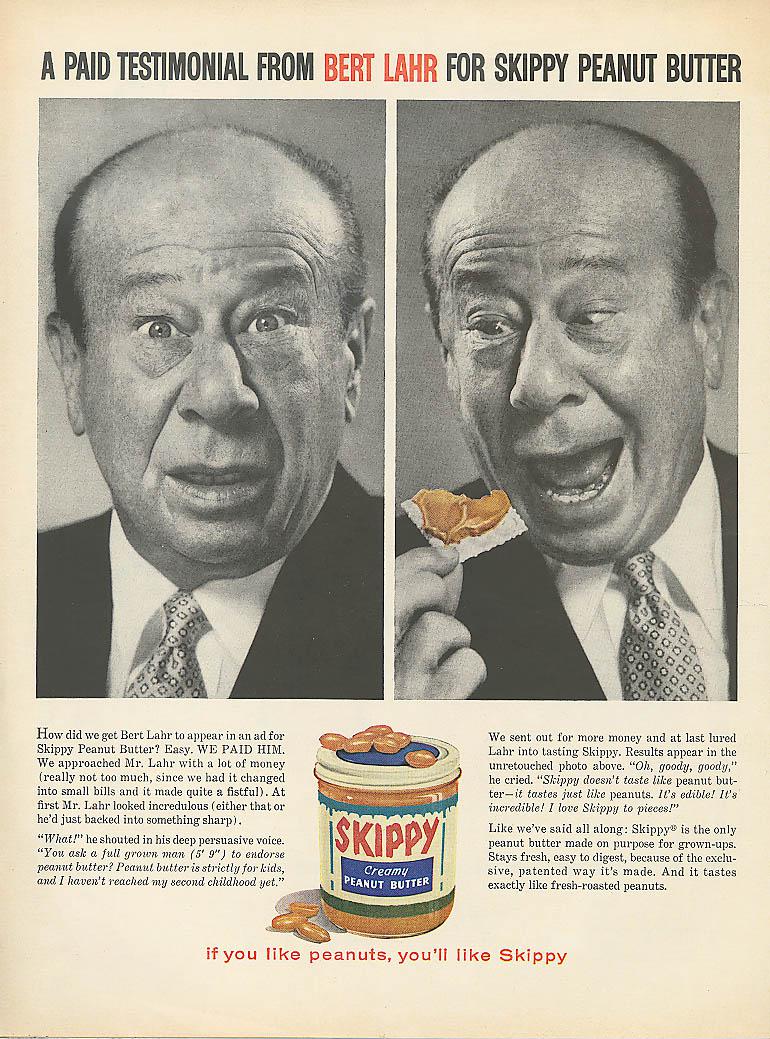 A PAID TESTIMONIAL FROM BERT LAHR FOR SKIPPY PEANUT BUTTER
How did we get Bert Lahr to appear in an ad for
Skippy Peanut Butter? Easy. WE PAID HIM.
We approached Mr. Lahr with a lot of money
(really not too much, since we had it changed
into small bills and it made quite a fistful). At
first Mr. Lahr looked incredulous (either that or
he'd just backed into something sharp).
"What!" he shouted in his deep persuasive voice.
"You ask a full grown man (5' 9") to endorse
peanut butter? Peanut butter is strictly for kids,
and I haven't reached my second childhood yet."
SKIPPY
Creamy
PEANUT BUTTER
We sent out for more money and at last lured
Lahr into tasting Skippy. Results appear in the
unretouched photo above. "Oh, goody, goody,"
he cried. "Skippy doesn't taste like peanut but-
ter—it tastes just like peanuts. It's edible! It's
incredible! I love Skippy to pieces!"
Like we've said all along: Skippy® is the only
peanut butter made on purpose for grown-ups.
Stays fresh, easy to digest, because of the exclu-
sive, patented way it's made. And it tastes
exactly like fresh-roasted peanuts.
if you like peanuts, you'll like Skippy